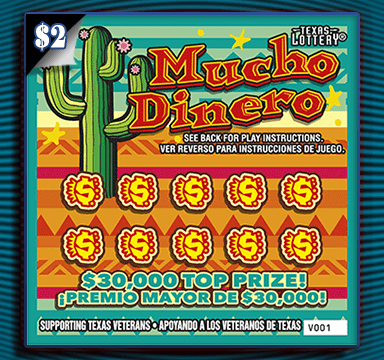 $2
TEXAS
LOTTERY®
Mucho
Dinero
SEE BACK FOR PLAY INSTRUCTIONS.
VER REVERSO PARA INSTRUCCIONES DE JUEGO.
$ $ $ $ $
$ $ $ $ $
$30,000 TOP PRIZE!
¡PREMIO MAYOR DE $30,000!
SUPPORTING TEXAS VETERANS • APOYANDO A LOS VETERANOS DE TEXAS V001